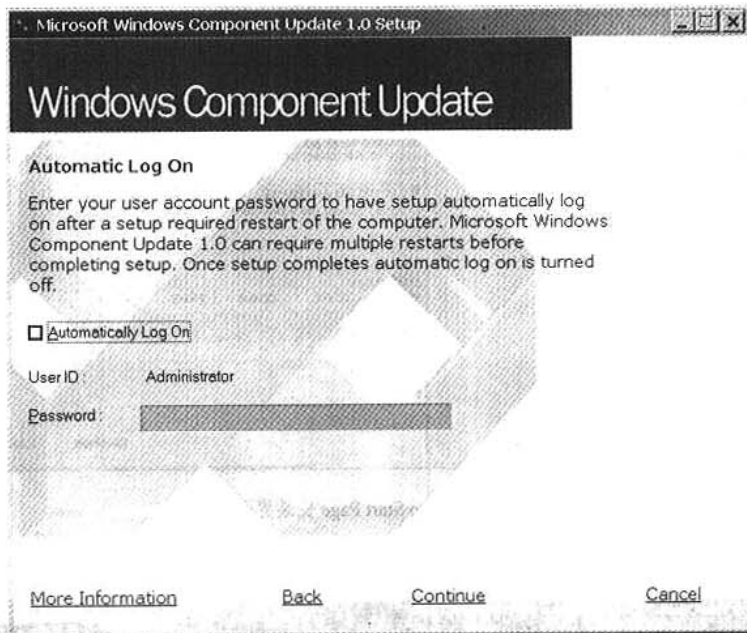 Microsoft Windows Component Update 1.0 Setup
Windows Component Update
Automatic Log On
Enter your user account password to have setup automatically log
on after a setup required restart of the computer. Microsoft Windows
Component Update 1.0 can require multiple restarts before
completing setup. Once setup completes automatic log on is turned
off.
Automatically Log On
User ID : Administrator
Password :
More Information Back Continue Cancel